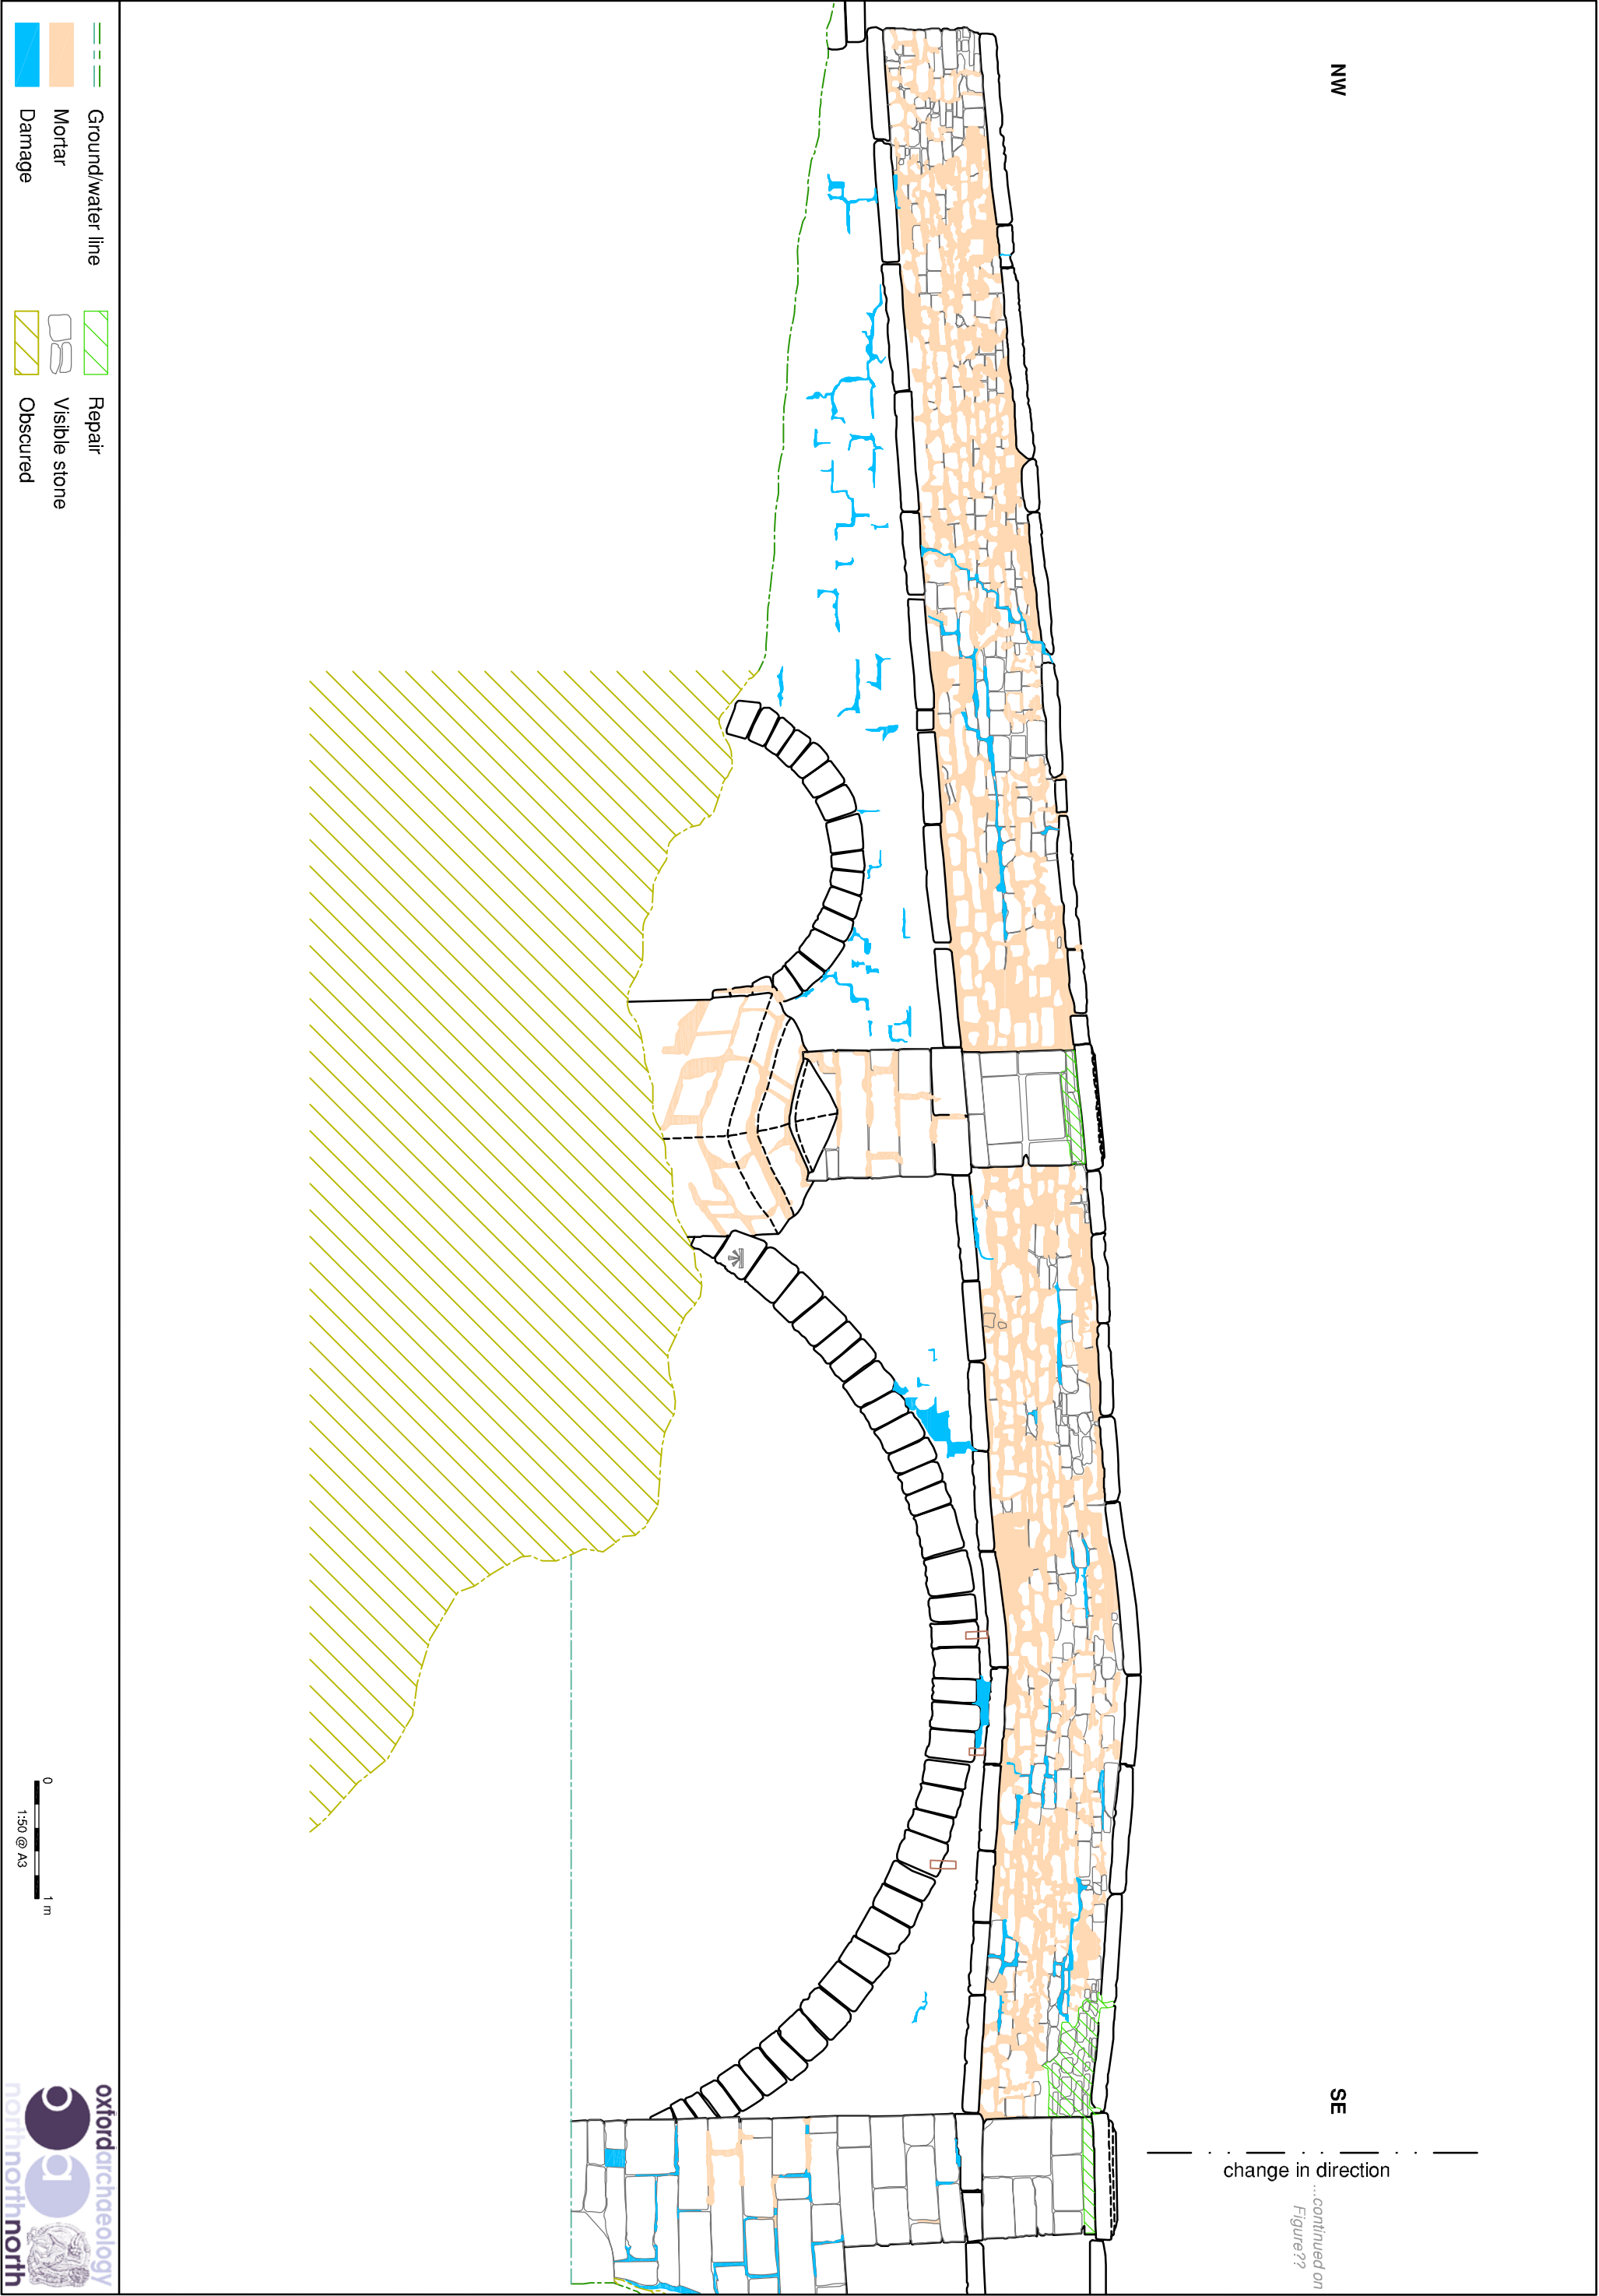 NW
SE
change in direction
...continued on
Figure??
Ground/water line
Mortar
Damage
Repair
Visible stone
Obscured
0
1 m
1:50 @ A3
oxfordarchaeology
northnorthnorth